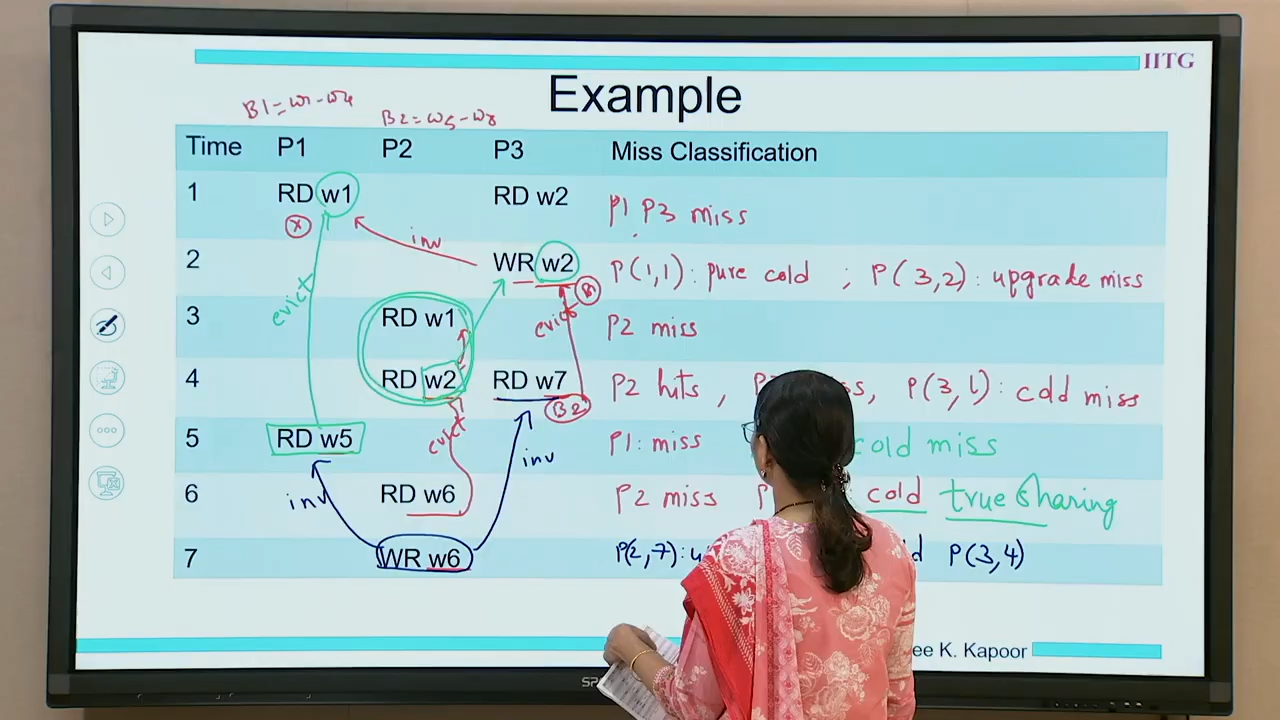 IITG
Example
B1=w1-w4
B2=w5-w8
Time P1 P2 P3 Miss Classification
1 RD w1 RD w2 P1 P3 miss
X
inv
2 WR w2 P(1,1): pure cold ; P(3,2): upgrade miss
evict
3 RD w1 evict P2 miss
4 RD w2 RD w7 P2 hits , miss, P(3,1): cold miss
B2
5 RD w5 P1: miss cold miss
evict
inv
6 RD w6 P2 miss cold true sharing
inv
7 WR w6 P(2,7): P(3,4)
ee K. Kapoor